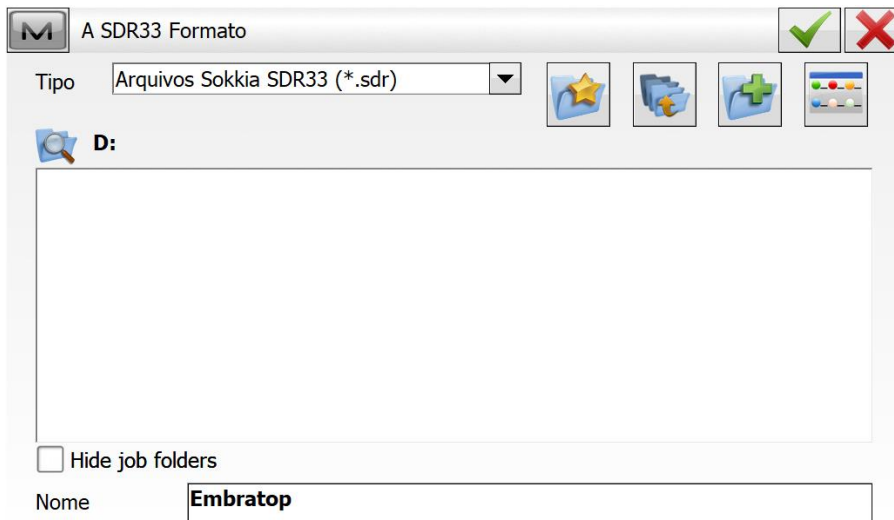 A SDR33 Formato
Tipo Arquivos Sokkia SDR33 (*.sdr)
D:
Hide job folders
Nome Embratop